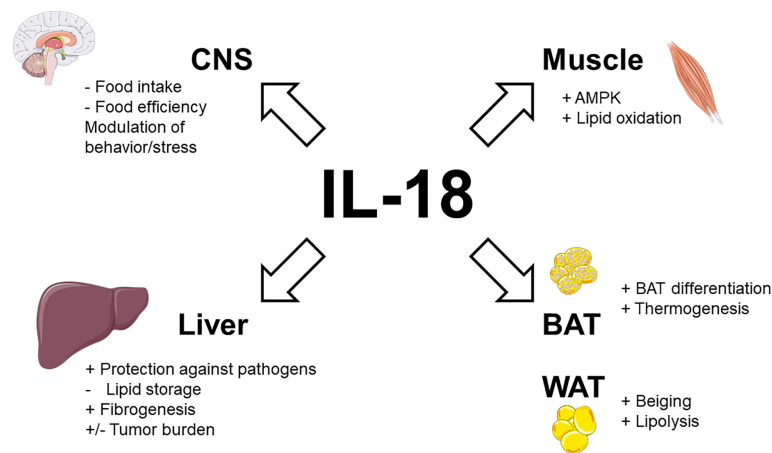 CNS
- Food intake
- Food efficiency
Modulation of
behavior/stress
Muscle
+ AMPK
+ Lipid oxidation
IL-18
Liver
+ Protection against pathogens
- Lipid storage
+ Fibrogenesis
+/- Tumor burden
BAT
+ BAT differentiation
+ Thermogenesis
WAT
+ Beiging
+ Lipolysis